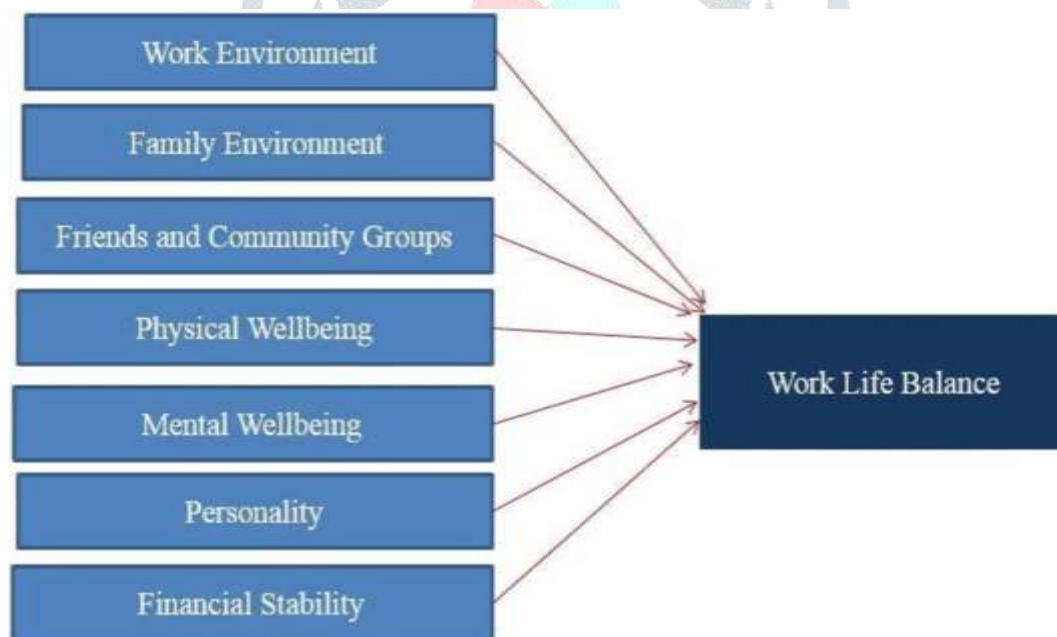 Work Environment
Family Environment
Friends and Community Groups
Physical Wellbeing
Mental Wellbeing
Personality
Financial Stability
Work Life Balance